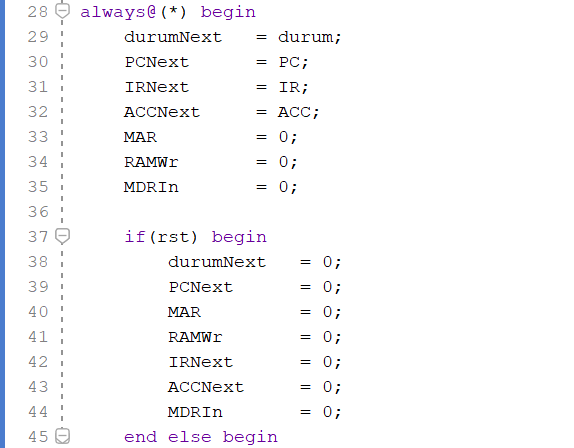 28 always@(*) begin
29 durumNext = durum;
30 PCNext = PC;
31 IRNext = IR;
32 ACCNext = ACC;
33 MAR = 0;
34 RAMWr = 0;
35 MDRIn = 0;
36
37 if(rst) begin
38 durumNext = 0;
39 PCNext = 0;
40 MAR = 0;
41 RAMWr = 0;
42 IRNext = 0;
43 ACCNext = 0;
44 MDRIn = 0;
45 end else begin